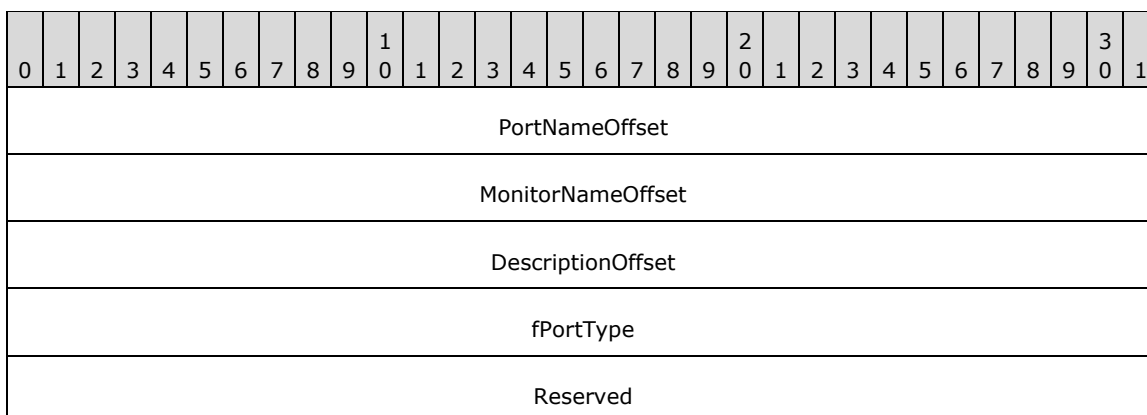 1 2 3
0 1 2 3 4 5 6 7 8 9 0 1 2 3 4 5 6 7 8 9 0 1 2 3 4 5 6 7 8 9 0 1
PortNameOffset
MonitorNameOffset
DescriptionOffset
fPortType
Reserved